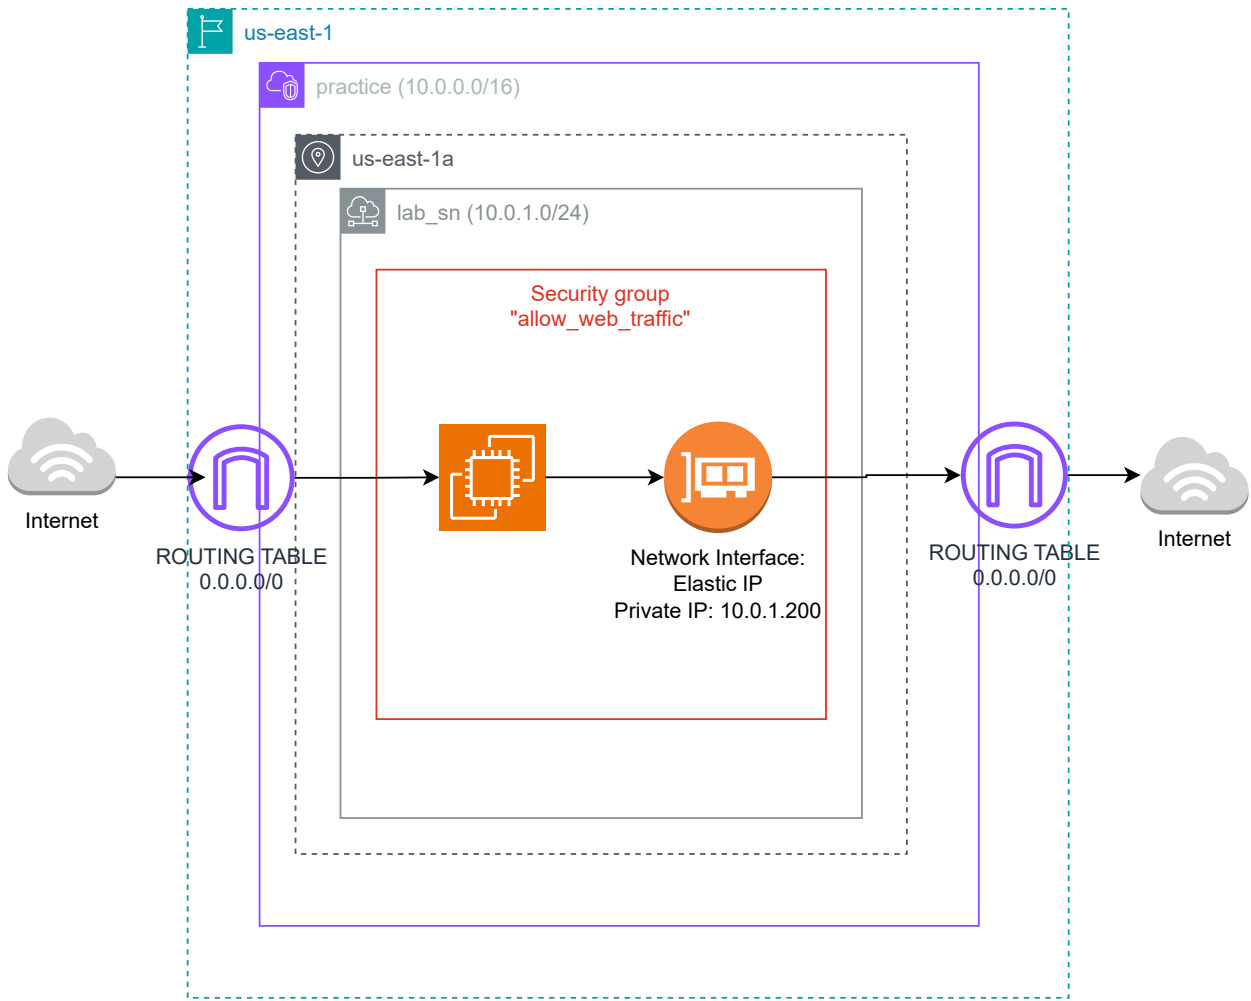 us-east-1
practice (10.0.0.0/16)
us-east-1a
lab_sn (10.0.1.0/24)
Security group
"allow_web_traffic"
Internet
ROUTING TABLE
0.0.0.0/0
Network Interface:
Elastic IP
Private IP: 10.0.1.200
ROUTING TABLE
0.0.0.0/0
Internet